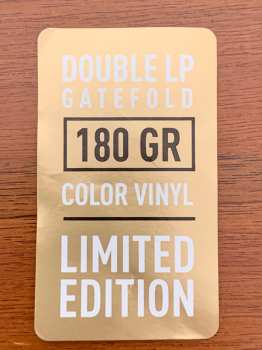 DOUBLE LP
GATEFOLD
180 GR
COLOR VINYL
LIMITED
EDITION